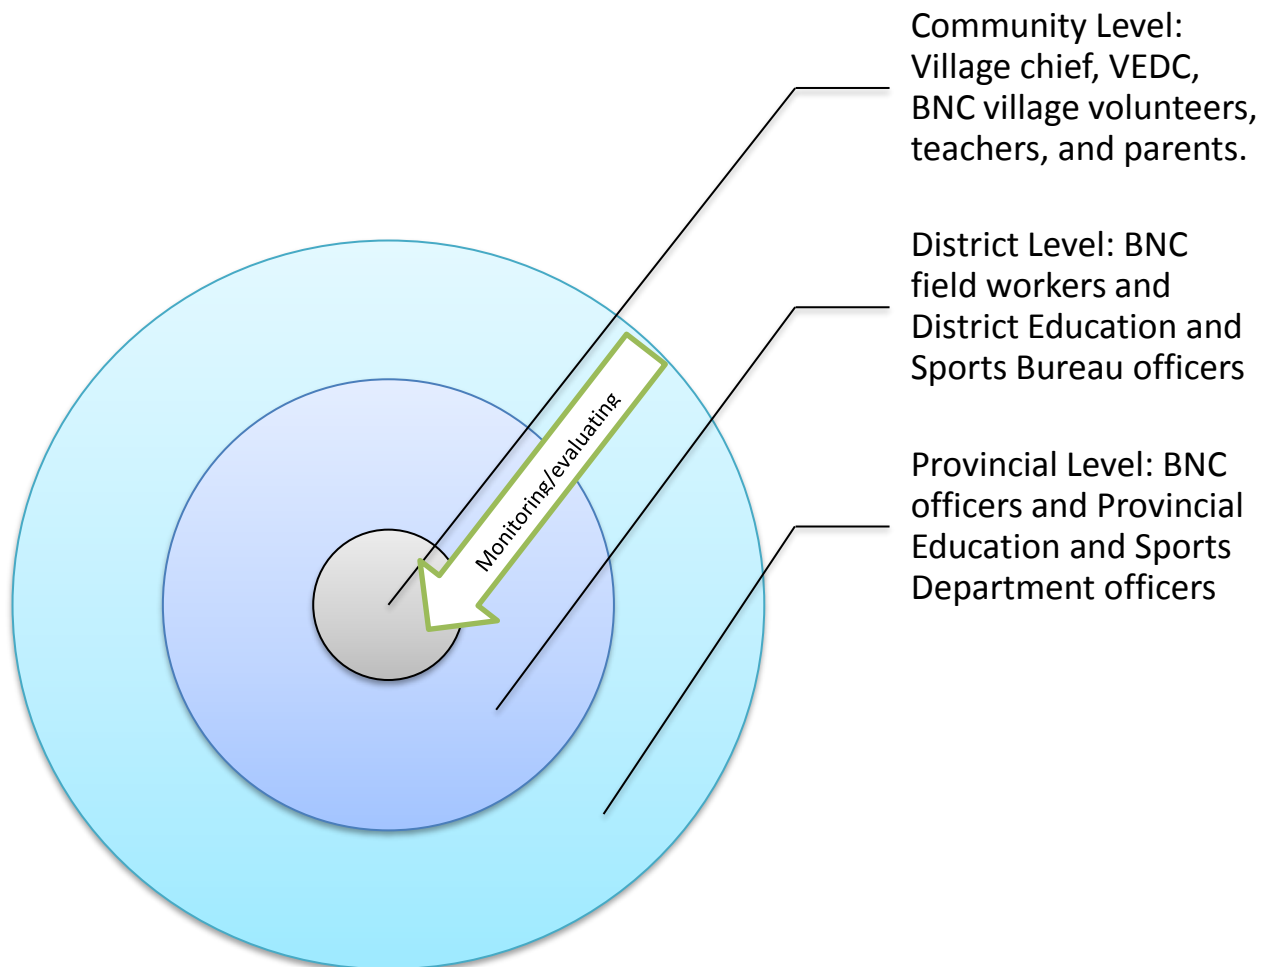 Community Level:
Village chief, VEDC,
BNC village volunteers,
teachers, and parents.
District Level: BNC
field workers and
District Education and
Sports Bureau officers
Provincial Level: BNC
officers and Provincial
Education and Sports
Department officers
Monitoring/evaluating